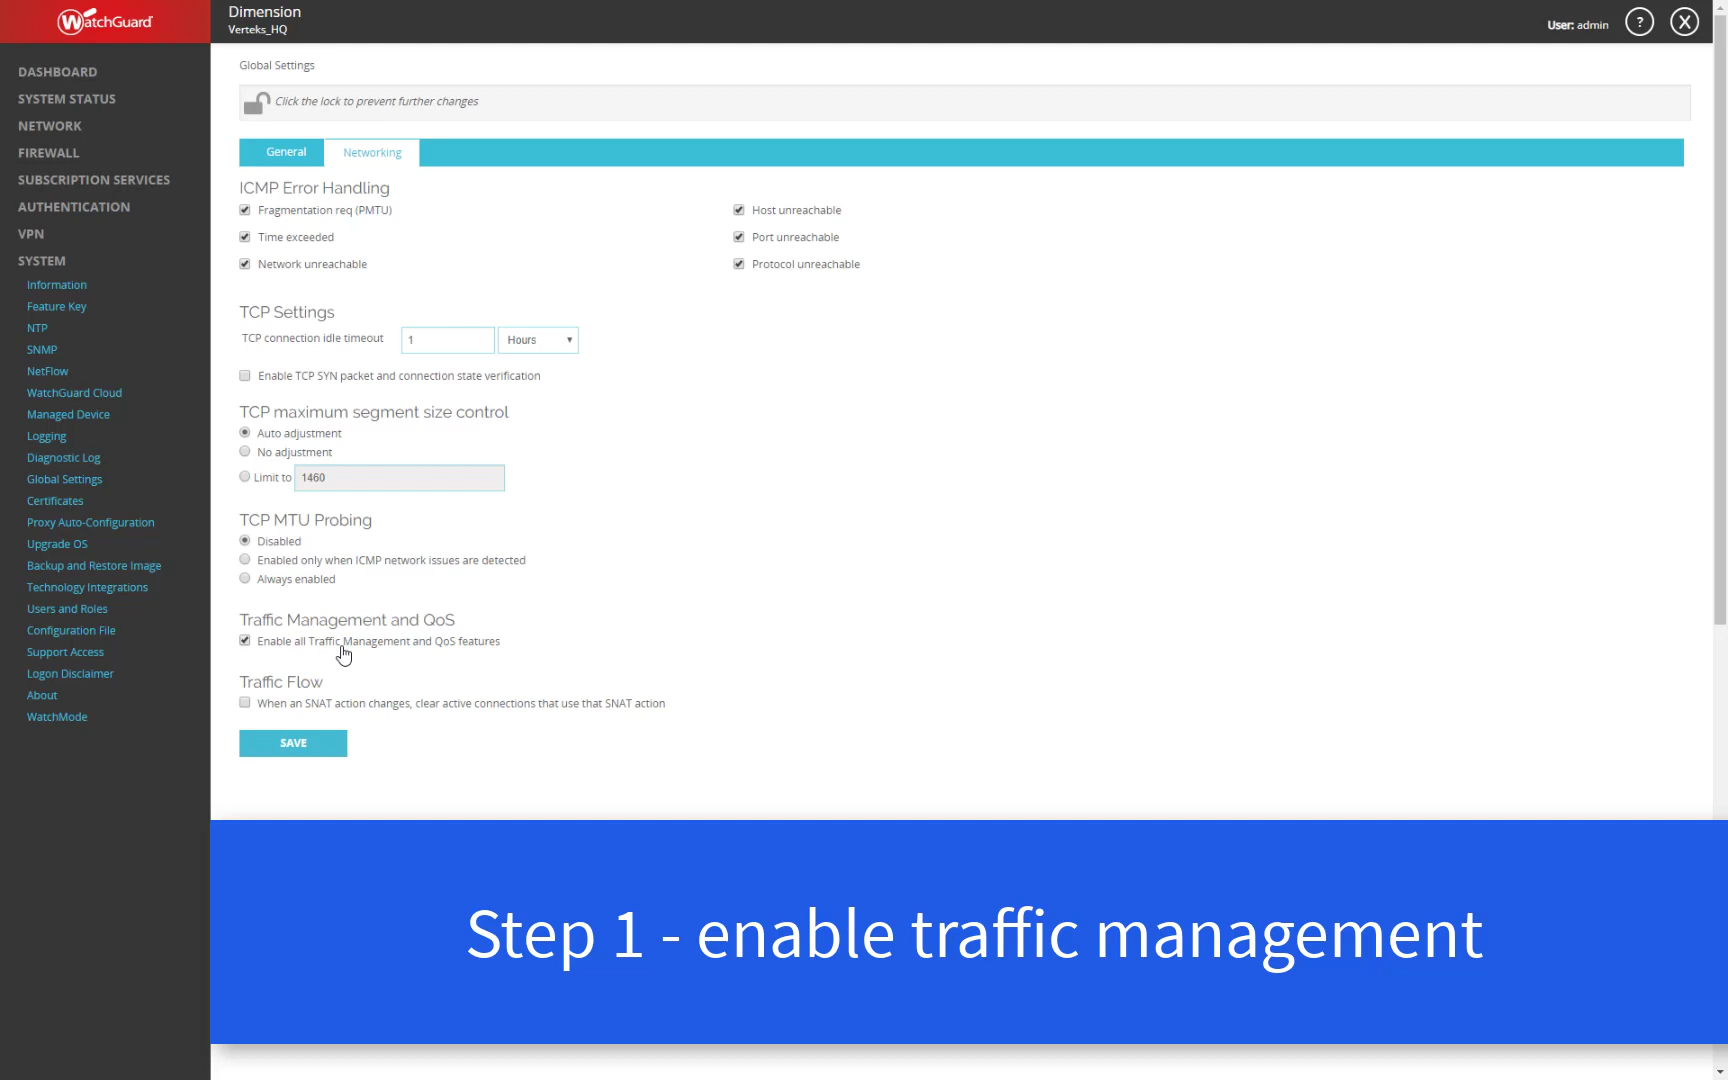 WatchGuard
Dimension
Verteks_HQ
User: admin
?
X
DASHBOARD
SYSTEM STATUS
NETWORK
FIREWALL
SUBSCRIPTION SERVICES
AUTHENTICATION
VPN
SYSTEM
Information
Feature Key
NTP
SNMP
NetFlow
WatchGuard Cloud
Managed Device
Logging
Diagnostic Log
Global Settings
Certificates
Proxy Auto-Configuration
Upgrade OS
Backup and Restore Image
Technology Integrations
Users and Roles
Configuration File
Support Access
Logon Disclaimer
About
WatchMode
Global Settings
Click the lock to prevent further changes
General Networking
ICMP Error Handling
Fragmentation req (PMTU) Host unreachable
Time exceeded Port unreachable
Network unreachable Protocol unreachable
TCP Settings
TCP connection idle timeout 1 Hours
Enable TCP SYN packet and connection state verification
TCP maximum segment size control
Auto adjustment
No adjustment
Limit to 1460
TCP MTU Probing
Disabled
Enabled only when ICMP network issues are detected
Always enabled
Traffic Management and QoS
Enable all Traffic Management and QoS features
Traffic Flow
When an SNAT action changes, clear active connections that use that SNAT action
SAVE
Step 1 - enable traffic management